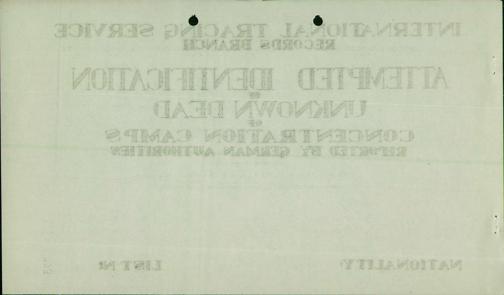 INTERNATIONAL TRACING SERVICE
RECORDS BRANCH
ATTEMPTED IDENTIFICATION
OF
UNKNOWN DEAD
OF
CONCENTRATION CAMPS
REPORTED BY GERMAN AUTHORITIES
NATIONALITY LIST Nº